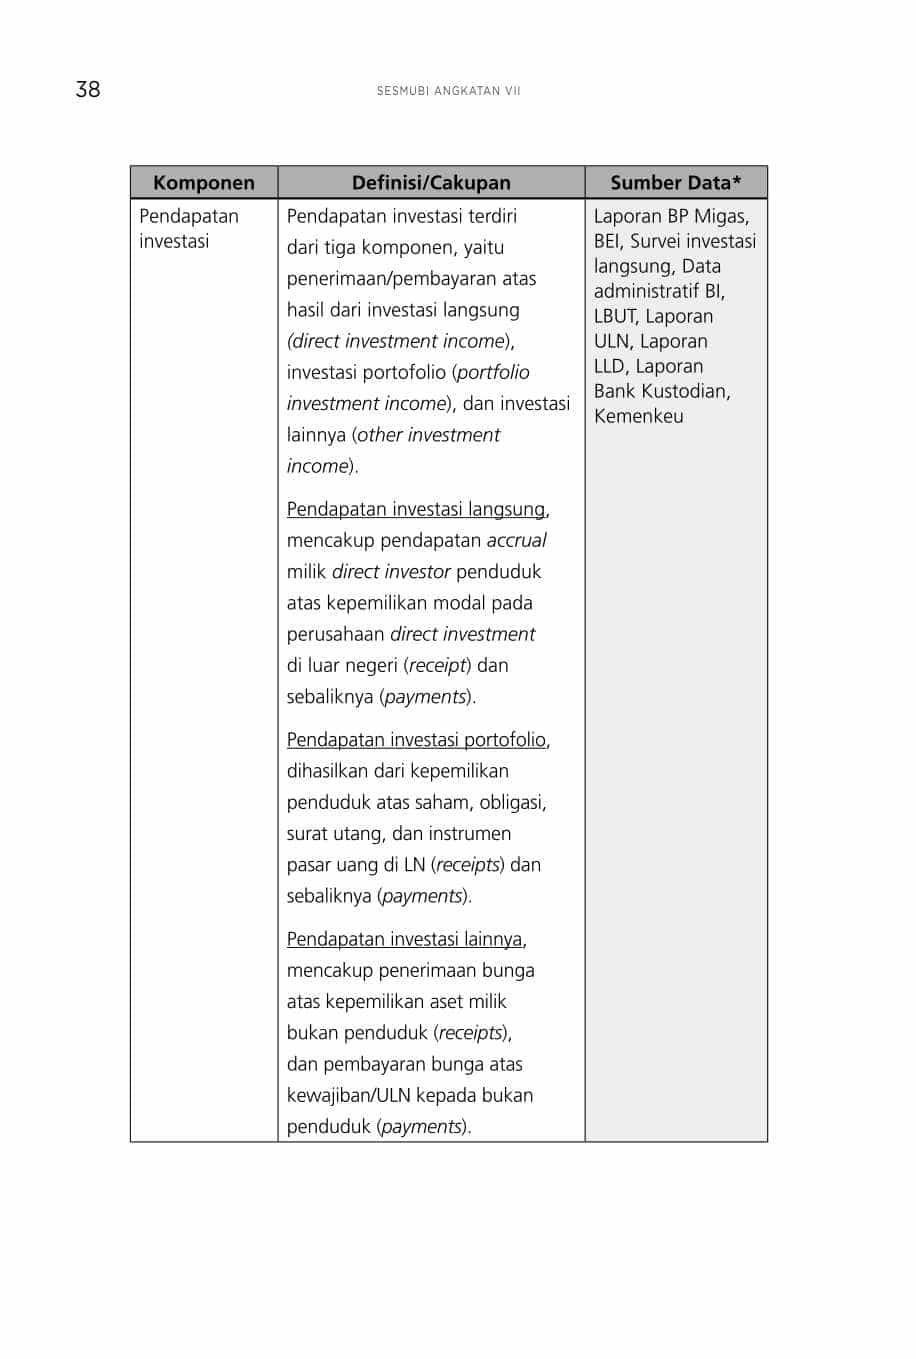 38
SESMUBI ANGKATAN VII
Komponen
Definisi/Cakupan
Sumber Data*
Pendapatan
investasi
Pendapatan investasi terdiri
dari tiga komponen, yaitu
penerimaan/pembayaran atas
hasil dari investasi langsung
(direct investment income),
investasi portofolio (portfolio
investment income), dan investasi
lainnya (other investment
income).
Pendapatan investasi langsung,
mencakup pendapatan accrual
milik direct investor penduduk
atas kepemilikan modal pada
perusahaan direct investment
di luar negeri (receipt) dan
sebaliknya (payments).
Pendapatan investasi portofolio,
dihasilkan dari kepemilikan
penduduk atas saham, obligasi,
surat utang, dan instrumen
pasar uang di LN (receipts) dan
sebaliknya (payments).
Pendapatan investasi lainnya,
mencakup penerimaan bunga
atas kepemilikan aset milik
bukan penduduk (receipts),
dan pembayaran bunga atas
kewajiban/ULN kepada bukan
penduduk (payments).
Laporan BP Migas,
BEI, Survei investasi
langsung, Data
administratif BI,
LBUT, Laporan
ULN, Laporan
LLD, Laporan
Bank Kustodian,
Kemenkeu